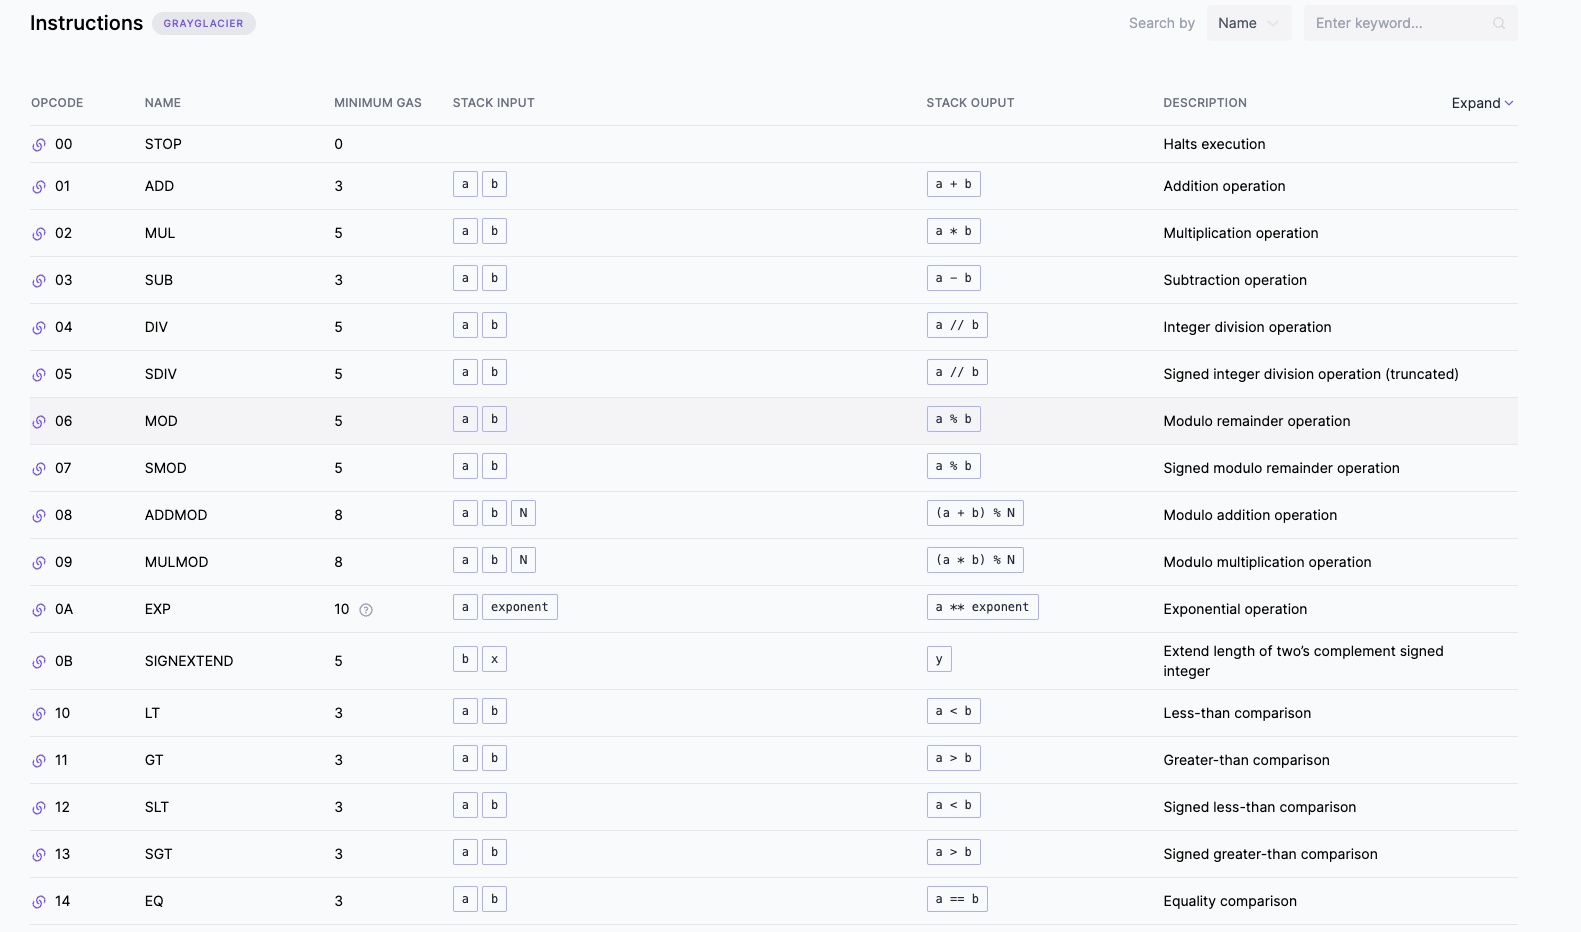 Instructions GRAYGLACIER Search by Name Enter keyword...
OPCODE NAME MINIMUM GAS STACK INPUT STACK OUPUT DESCRIPTION Expand
00 STOP 0 Halts execution
01 ADD 3 a b a + b Addition operation
02 MUL 5 a b a * b Multiplication operation
03 SUB 3 a b a - b Subtraction operation
04 DIV 5 a b a // b Integer division operation
05 SDIV 5 a b a // b Signed integer division operation (truncated)
06 MOD 5 a b a % b Modulo remainder operation
07 SMOD 5 a b a % b Signed modulo remainder operation
08 ADDMOD 8 a b N (a + b) % N Modulo addition operation
09 MULMOD 8 a b N (a * b) % N Modulo multiplication operation
0A EXP 10 ? a exponent a ** exponent Exponential operation
0B SIGNEXTEND 5 b x y Extend length of two’s complement signed
integer
10 LT 3 a b a < b Less-than comparison
11 GT 3 a b a > b Greater-than comparison
12 SLT 3 a b a < b Signed less-than comparison
13 SGT 3 a b a > b Signed greater-than comparison
14 EQ 3 a b a == b Equality comparison